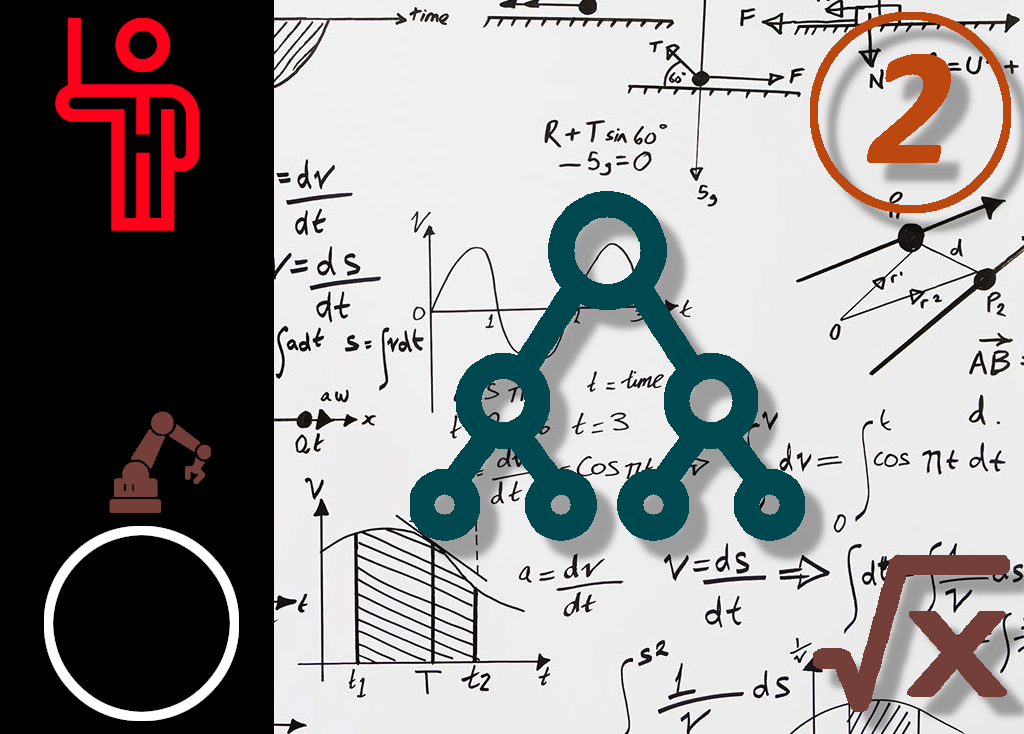 time
F
2
T R
60°
F
N
R + T sin 60°
— 5g = 0
5g
= dv
dt
V = ds
dt
V
0
1
t
d
r'
r²
P₂
0
AB =
∫adt s = ∫vdt
t = time
aw
x
at
t = 3
d.
t
dv = ∫ cos πt dt
0
dv
dt
= cos πt
V
a = dv
dt
V = ds
dt
⇒
t
t₁ T t₂ t
s²
∫ 1 ds
v
√x